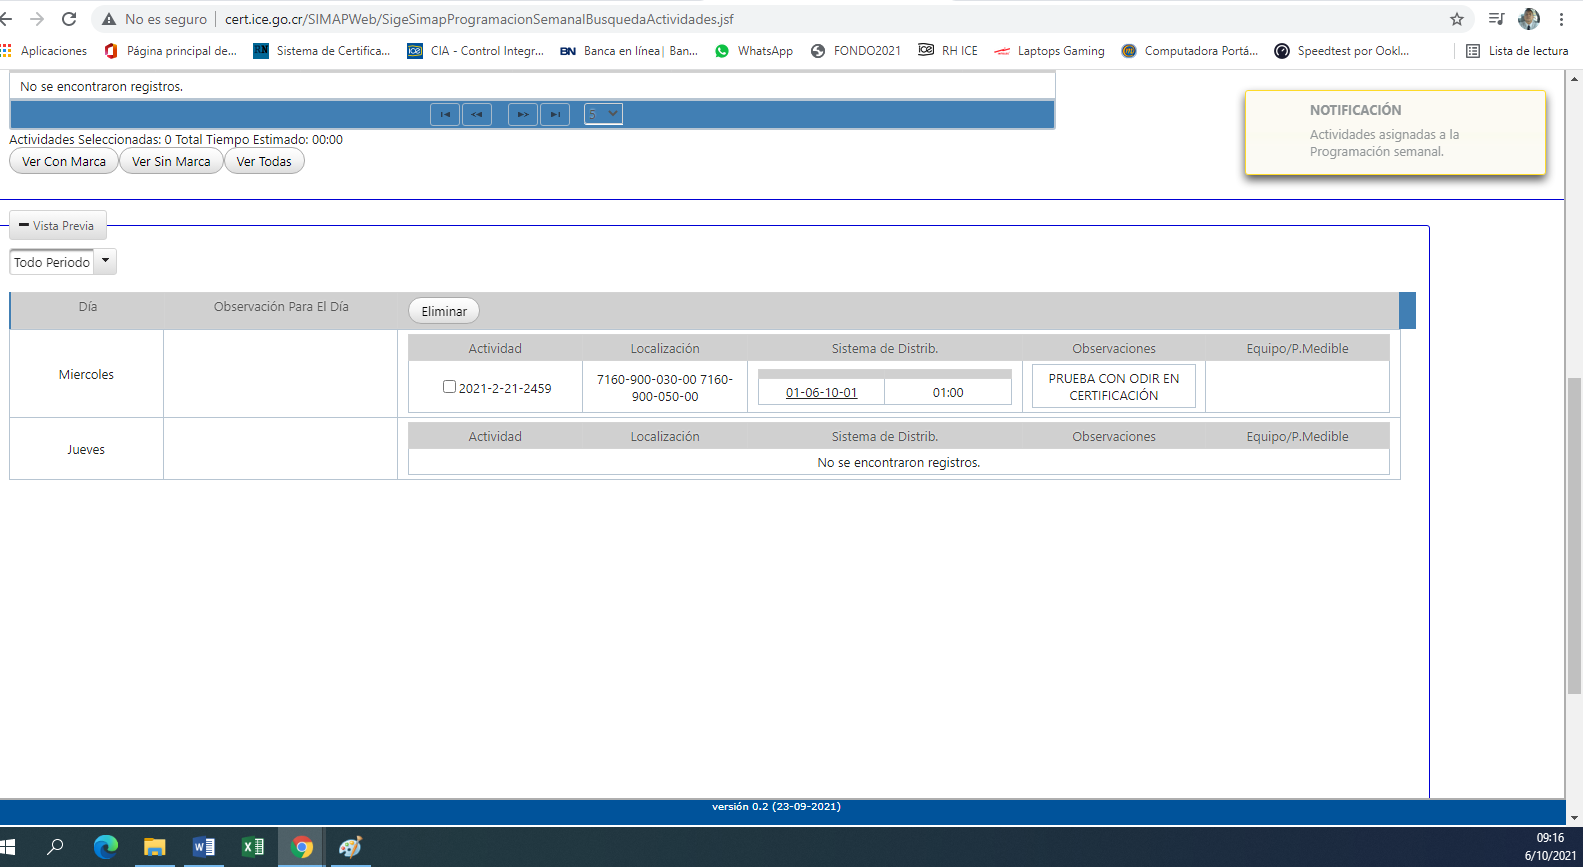 No es seguro cert.ice.go.cr/SIMAPWeb/SigeSimapProgramacionSemanalBusquedaActividades.jsf
Aplicaciones Página principal de... Sistema de Certifica... CIA - Control Integr... BN Banca en línea| Ban... WhatsApp FONDO2021 RH ICE Laptops Gaming Computadora Portá... Speedtest por Ookl... Lista de lectura
No se encontraron registros.
5
NOTIFICACIÓN
Actividades asignadas a la
Programación semanal.
Actividades Seleccionadas: 0 Total Tiempo Estimado: 00:00
Ver Con Marca Ver Sin Marca Ver Todas
Vista Previa
Todo Periodo
Día Observación Para El Día Eliminar
Actividad Localización Sistema de Distrib. Observaciones Equipo/P.Medible
Miercoles
2021-2-21-2459
7160-900-030-00 7160-
900-050-00
01-06-10-01 01:00
PRUEBA CON ODIR EN
CERTIFICACIÓN
Actividad Localización Sistema de Distrib. Observaciones Equipo/P.Medible
Jueves
No se encontraron registros.
versión 0.2 (23-09-2021)
09:16
6/10/2021